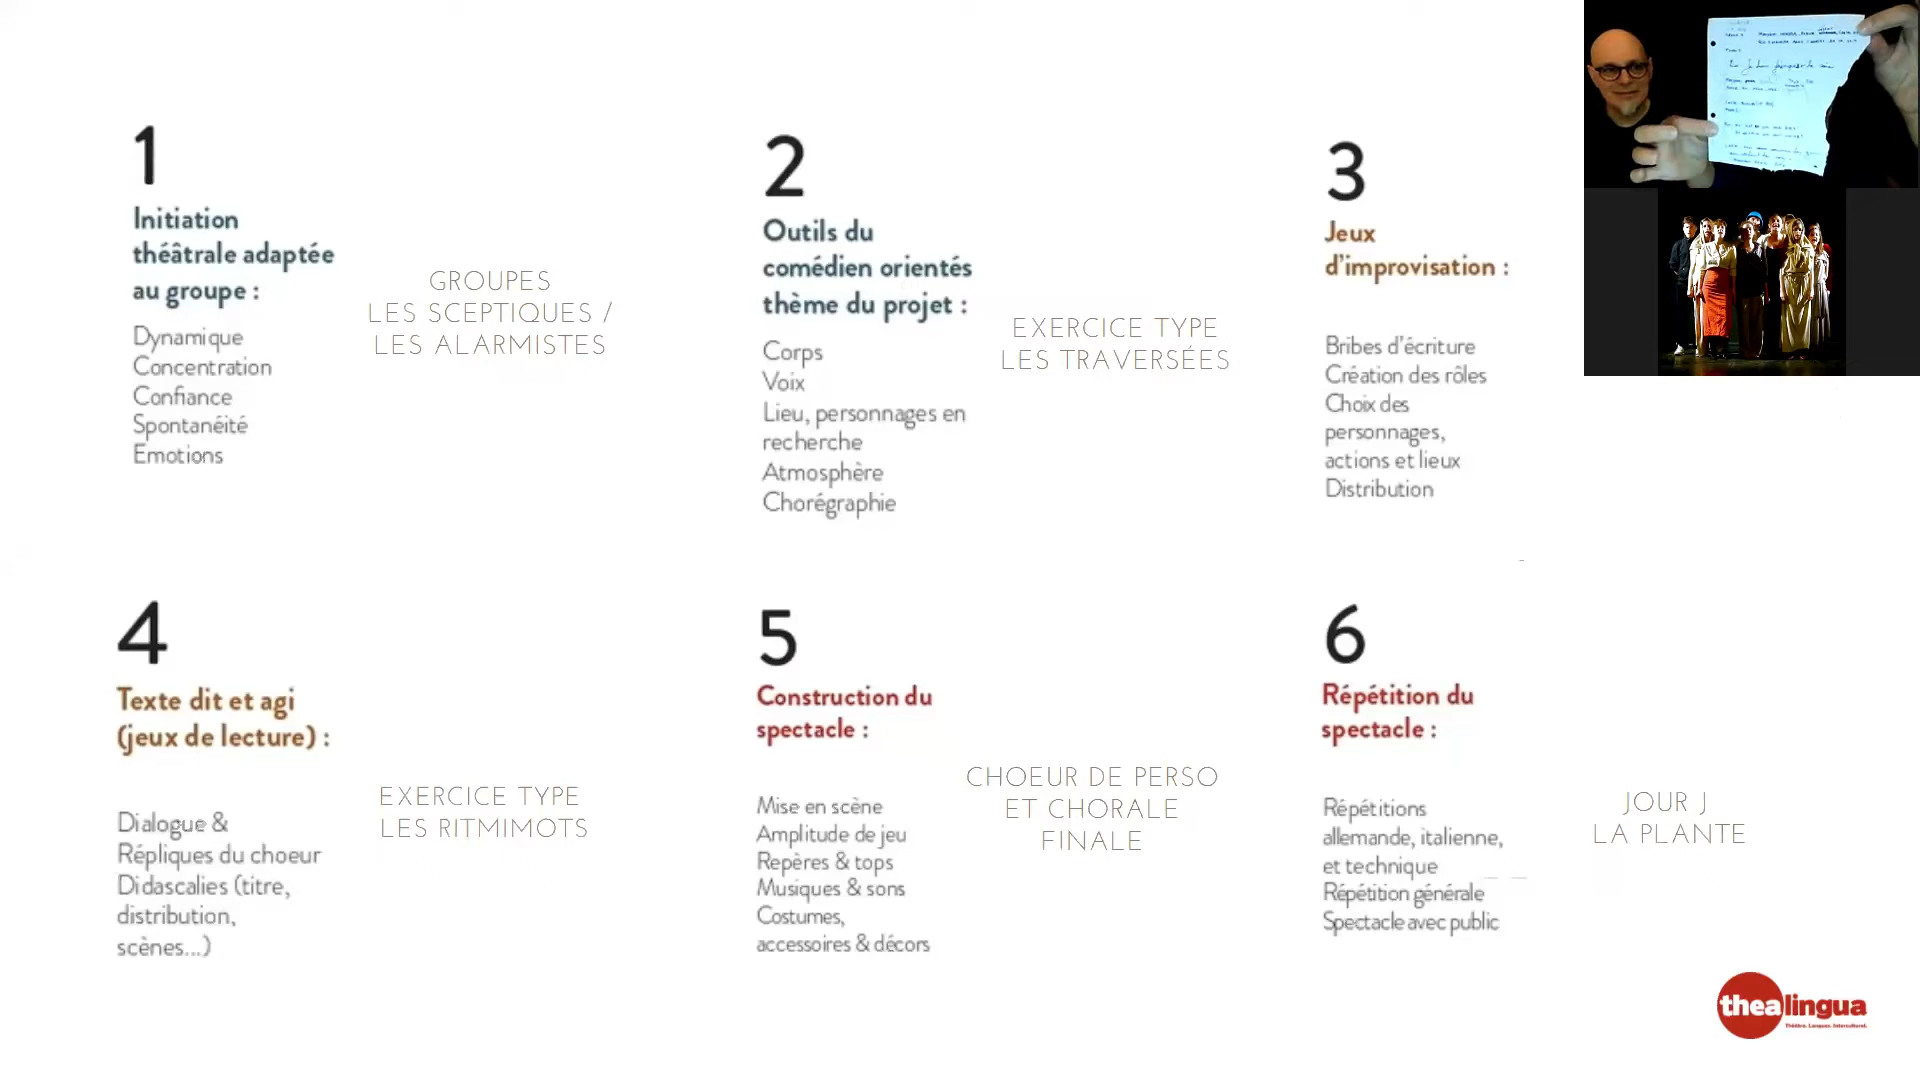 1
Initiation
théâtrale adaptée
au groupe :
Dynamique
Concentration
Confiance
Spontanéité
Emotions
GROUPES
LES SCEPTIQUES /
LES ALARMISTES
2
Outils du
comédien orientés
thème du projet :
Corps
Voix
Lieu, personnages en
recherche
Atmosphère
Chorégraphie
EXERCICE TYPE
LES TRAVERSÉES
3
Jeux
d'improvisation :
Bribes d'écriture
Création des rôles
Choix des
personnages,
actions et lieux
Distribution
4
Texte dit et agi
(jeux de lecture) :
Dialogue &
Répliques du choeur
Didascalies (titre,
distribution,
scènes...)
EXERCICE TYPE
LES RITMIMOTS
5
Construction du
spectacle :
Mise en scène
Amplitude de jeu
Repères & tops
Musiques & sons
Costumes,
accessoires & décors
CHOEUR DE PERSO
ET CHORALE
FINALE
6
Répétition du
spectacle :
Répétitions
allemande, italienne,
et technique
Répétition générale
Spectacle avec public
JOUR J
LA PLANTE
thealingua
Théâtre. Langues. Interculturel.